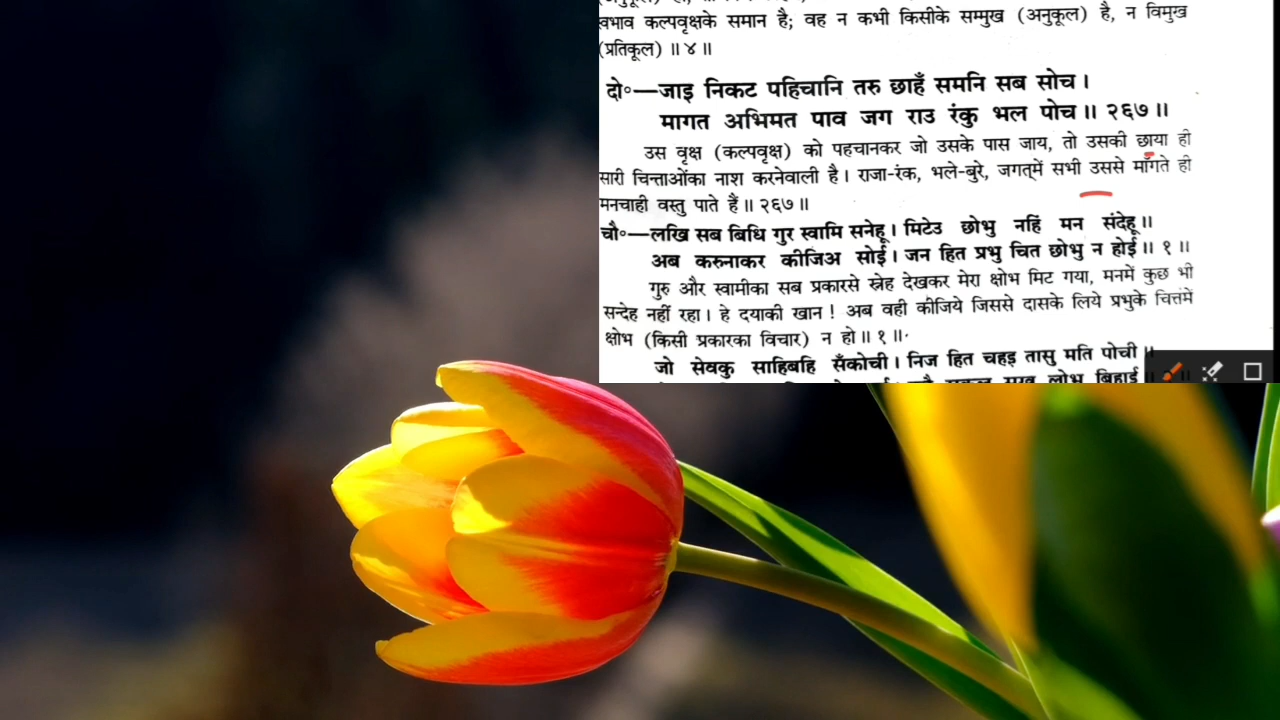 स्वभाव कल्पवृक्षके समान है; वह न कभी किसीके सम्मुख (अनुकूल) है, न विमुख
(प्रतिकूल) ॥ ४ ॥
दो०—जाइ निकट पहिचानि तरु छाहँ समनि सब सोच।
मागत अभिमत पाव जग राउ रंकु भल पोच॥ २६७॥
उस वृक्ष (कल्पवृक्ष) को पहचानकर जो उसके पास जाय, तो उसकी छाया ही
सारी चिन्ताओंका नाश करनेवाली है। राजा-रंक, भले-बुरे, जगत्‌में सभी उससे माँगते ही
मनचाही वस्तु पाते हैं॥ २६७॥
चौ०—लखि सब बिधि गुर स्वामि सनेहू। मिटेउ छोभु नहिं मन संदेहू॥
अब करुनाकर कीजिअ सोई। जन हित प्रभु चित छोभु न होई॥ १॥
गुरु और स्वामीका सब प्रकारसे स्नेह देखकर मेरा क्षोभ मिट गया, मनमें कुछ भी
सन्देह नहीं रहा। हे दयाकी खान! अब वही कीजिये जिससे दासके लिये प्रभुके चित्तमें
क्षोभ (किसी प्रकारका विचार) न हो॥ १॥
जो सेवकु साहिबहि सँकोची। निज हित चहइ तासु मति पोची॥
लोभ बिहाई